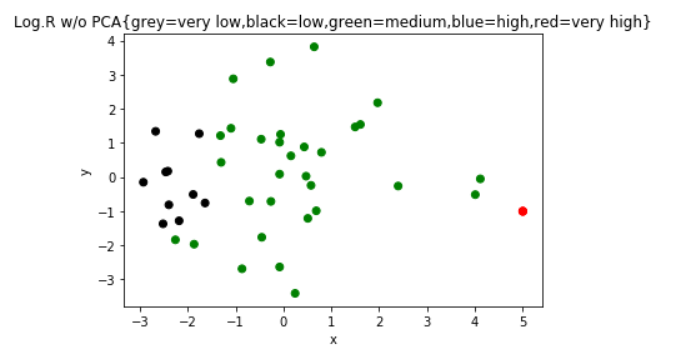 Log.R w/o PCA{grey=very low,black=low,green=medium,blue=high,red=very high}
4
3
2
1
0
−1
−2
−3
y
−3 −2 −1 0 1 2 3 4 5
x